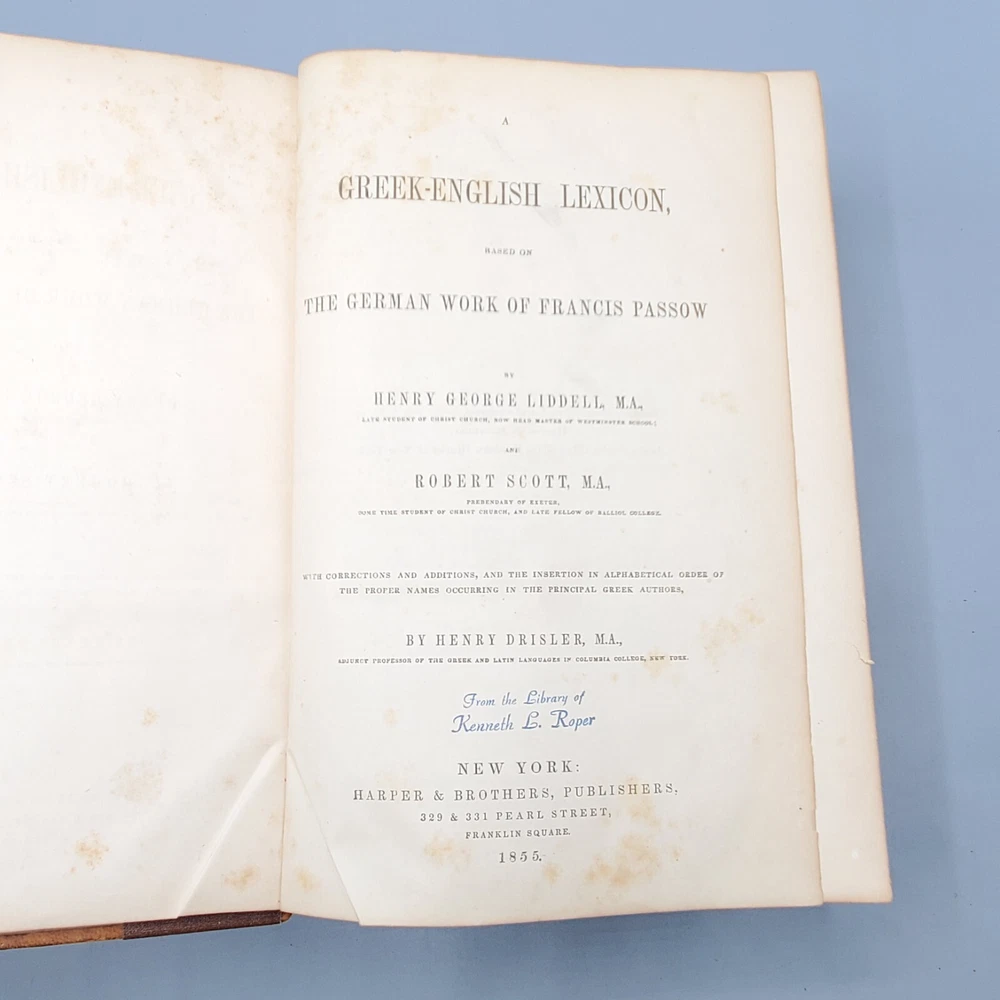 A
GREEK-ENGLISH LEXICON,
BASED ON
THE GERMAN WORK OF FRANCIS PASSOW
BY
HENRY GEORGE LIDDELL, M.A.,
LATE STUDENT OF CHRIST CHURCH, NOW HEAD MASTER OF WESTMINSTER SCHOOL;
AND
ROBERT SCOTT, M.A.,
PREBENDARY OF EXETER,
SOME TIME STUDENT OF CHRIST CHURCH, AND LATE FELLOW OF BALLIOL COLLEGE.
WITH CORRECTIONS AND ADDITIONS, AND THE INSERTION IN ALPHABETICAL ORDER OF
THE PROPER NAMES OCCURRING IN THE PRINCIPAL GREEK AUTHORS,
BY HENRY DRISLER, M.A.,
ADJUNCT PROFESSOR OF THE GREEK AND LATIN LANGUAGES IN COLUMBIA COLLEGE, NEW YORK.
From the Library of
Kenneth L. Roper
NEW YORK:
HARPER & BROTHERS, PUBLISHERS,
329 & 331 PEARL STREET,
FRANKLIN SQUARE.
1855.